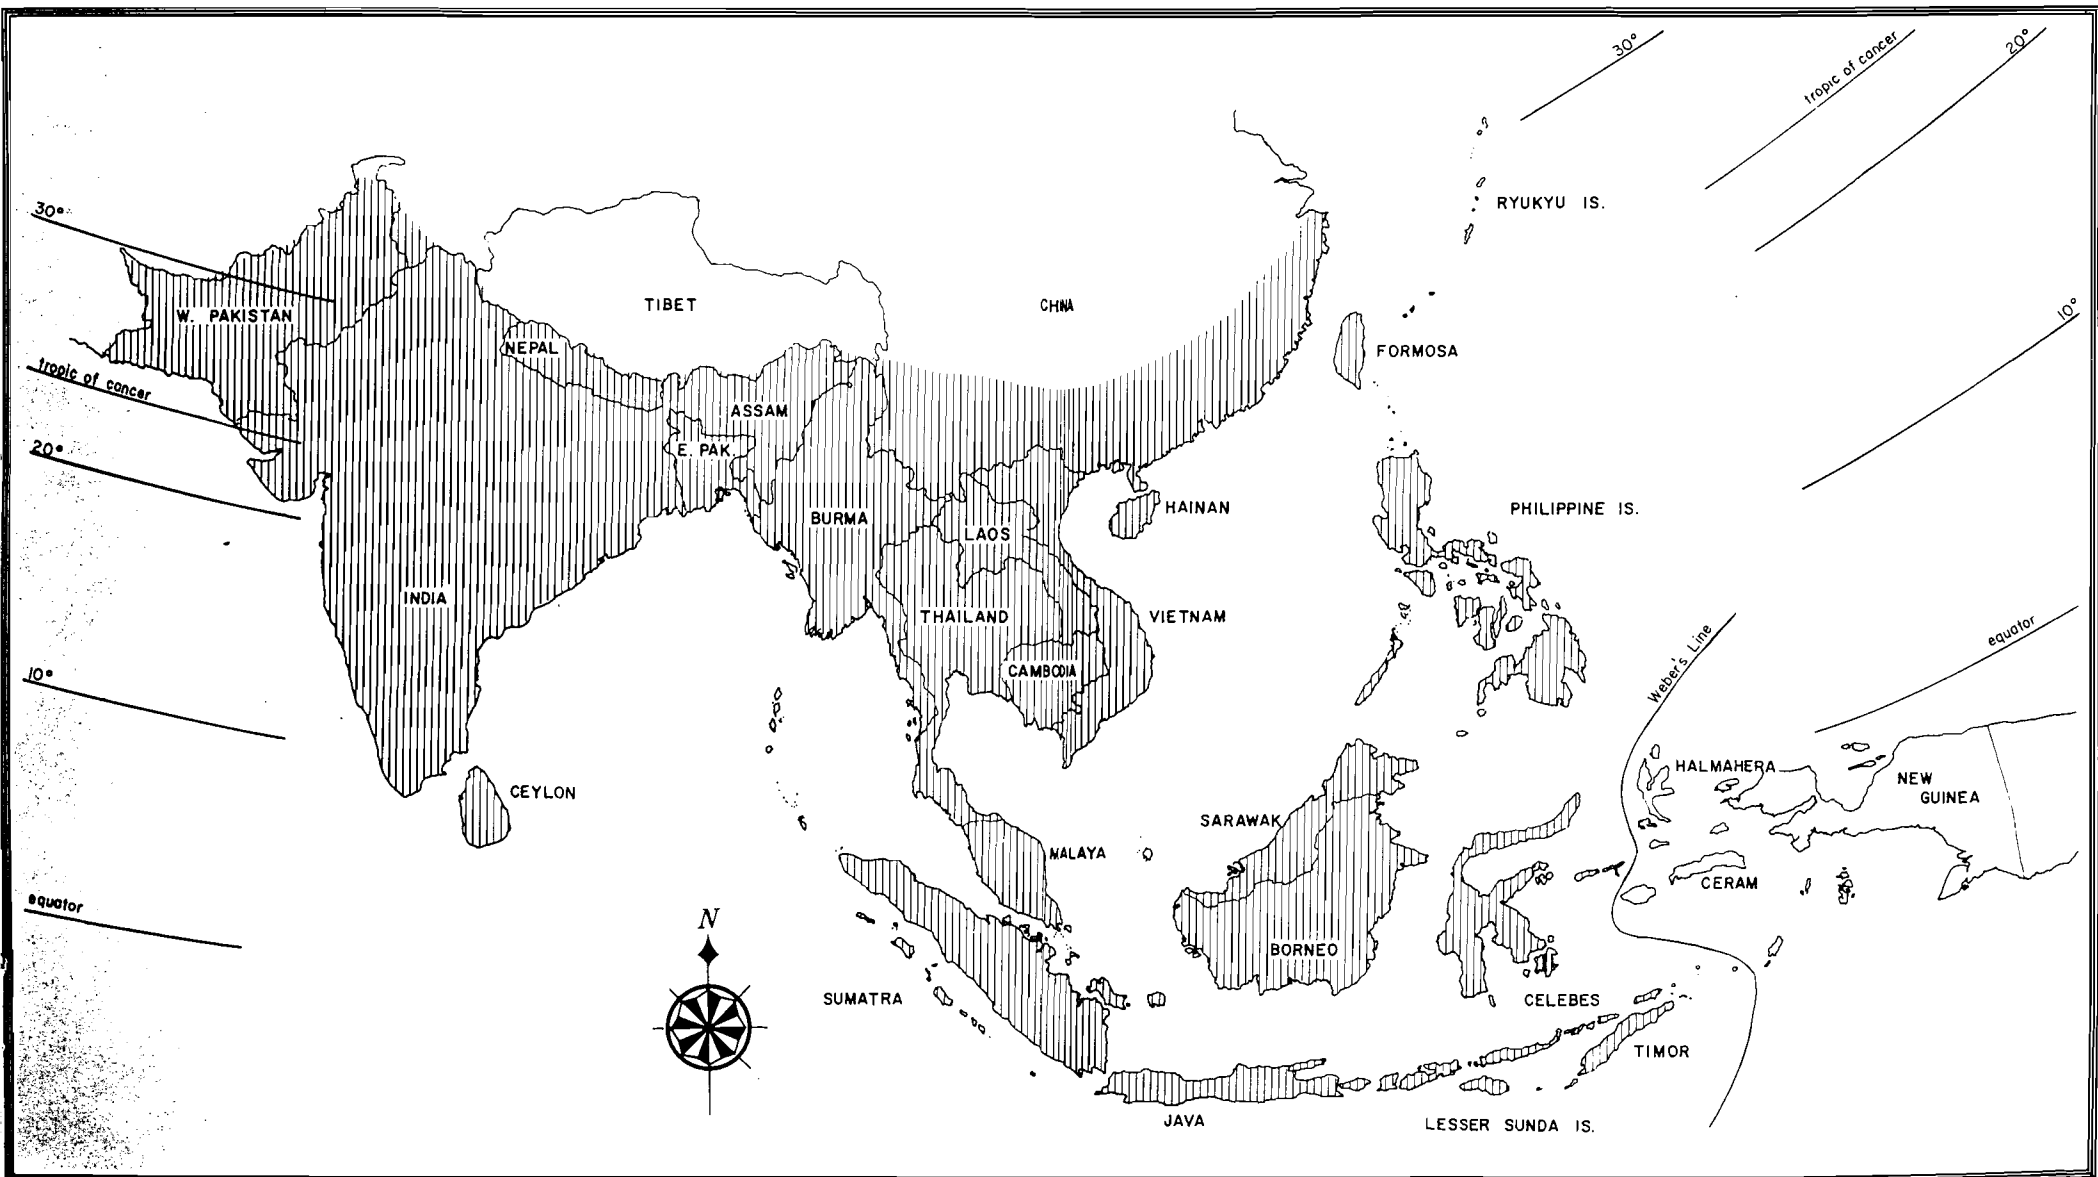 30°
tropic of cancer
20°
30°
RYUKYU IS.
TIBET
CHINA
W. PAKISTAN
10°
NEPAL
FORMOSA
tropic of cancer
ASSAM
20°
E. PAK.
HAINAN
PHILIPPINE IS.
BURMA
LAOS
INDIA
THAILAND
VIETNAM
equator
Weber's Line
10°
CAMBODIA
HALMAHERA
NEW
GUINEA
CEYLON
SARAWAK
MALAYA
CERAM
equator
N
BORNEO
SUMATRA
CELEBES
TIMOR
JAVA
LESSER SUNDA IS.